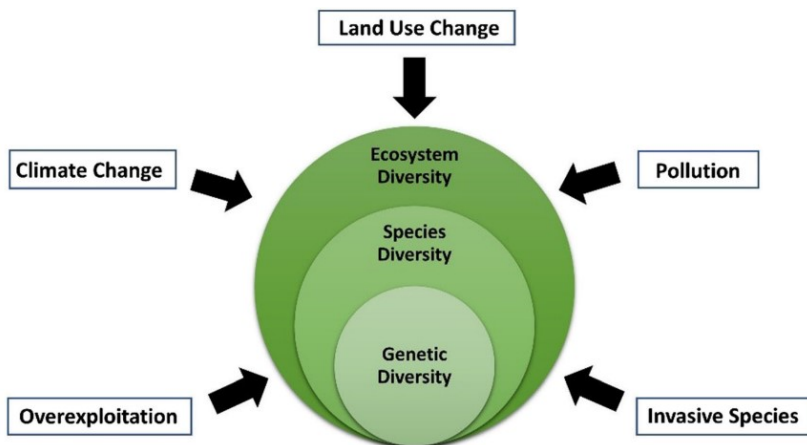 Land Use Change
Climate Change
Pollution
Ecosystem
Diversity
Species
Diversity
Genetic
Diversity
Overexploitation
Invasive Species